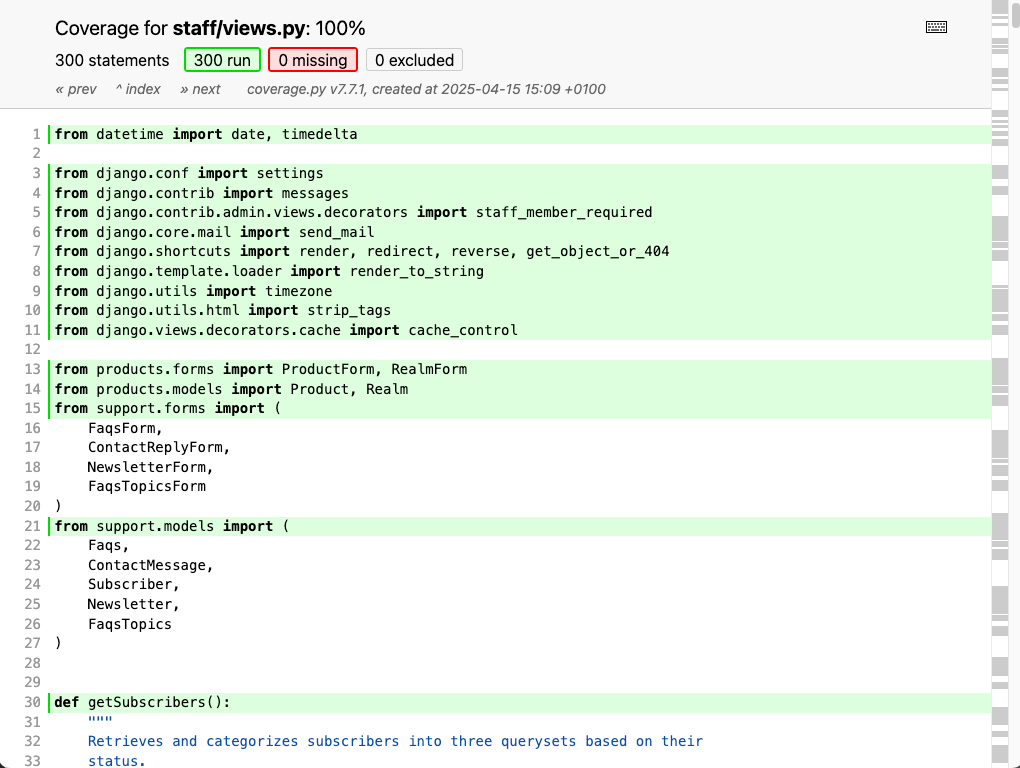 Coverage for staff/views.py: 100%
300 statements 300 run 0 missing 0 excluded
« prev ^ index » next coverage.py v7.7.1, created at 2025-04-15 15:09 +0100
1 from datetime import date, timedelta
2
3 from django.conf import settings
4 from django.contrib import messages
5 from django.contrib.admin.views.decorators import staff_member_required
6 from django.core.mail import send_mail
7 from django.shortcuts import render, redirect, reverse, get_object_or_404
8 from django.template.loader import render_to_string
9 from django.utils import timezone
10 from django.utils.html import strip_tags
11 from django.views.decorators.cache import cache_control
12
13 from products.forms import ProductForm, RealmForm
14 from products.models import Product, Realm
15 from support.forms import (
16     FaqsForm,
17     ContactReplyForm,
18     NewsletterForm,
19     FaqsTopicsForm
20 )
21 from support.models import (
22     Faqs,
23     ContactMessage,
24     Subscriber,
25     Newsletter,
26     FaqsTopics
27 )
28
29
30 def getSubscribers():
31     """
32     Retrieves and categorizes subscribers into three querysets based on their
33     status.